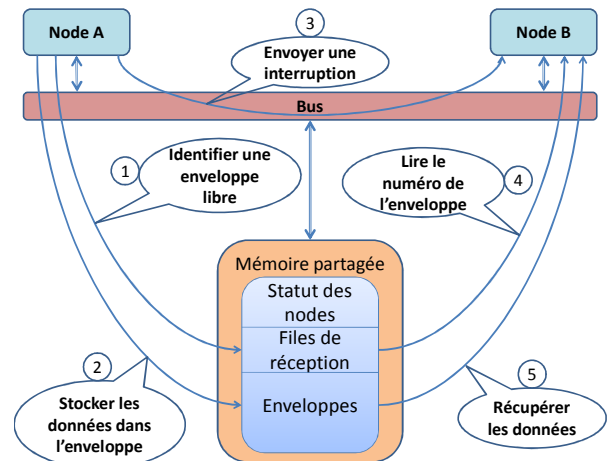 Node A
3
Node B
Envoyer une
interruption
Bus
1
Identifier une
enveloppe
libre
Lire le
numéro de
l'enveloppe
4
Mémoire partagée
Statut des
nodes
Files de
réception
Enveloppes
2
Stocker les
données dans
l'enveloppe
5
Récupérer
les données